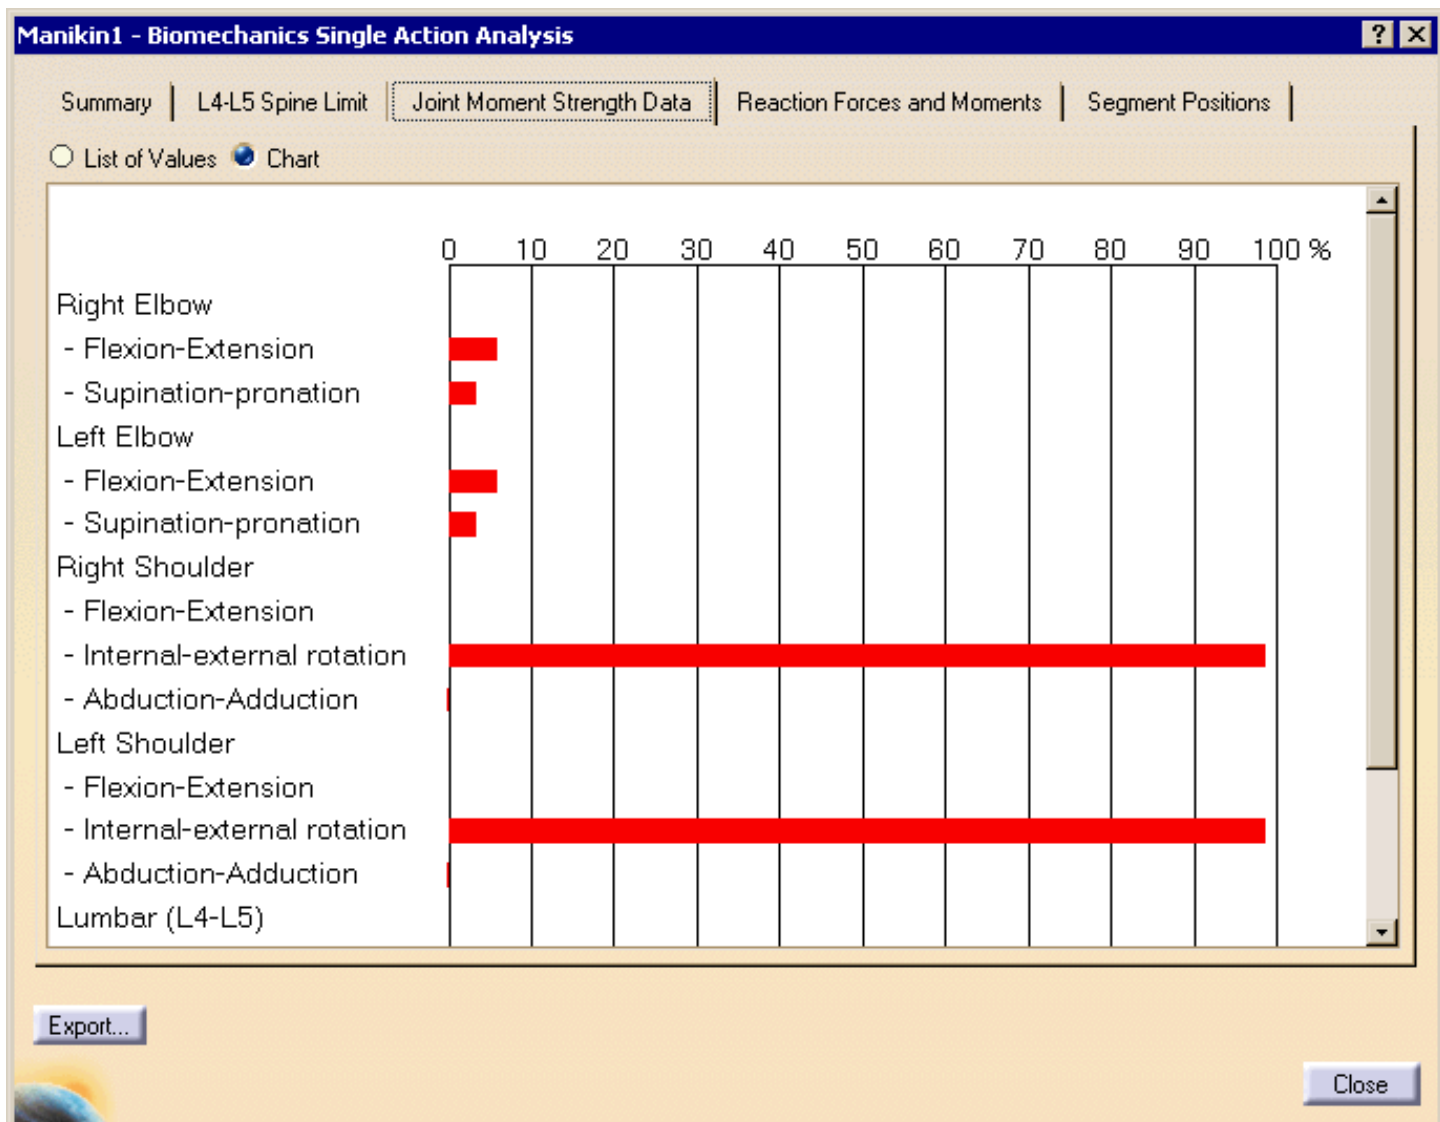 Manikin1 - Biomechanics Single Action Analysis
Summary L4-L5 Spine Limit Joint Moment Strength Data Reaction Forces and Moments Segment Positions
List of Values Chart
0 10 20 30 40 50 60 70 80 90 100 %
Right Elbow
- Flexion-Extension
- Supination-pronation
Left Elbow
- Flexion-Extension
- Supination-pronation
Right Shoulder
- Flexion-Extension
- Internal-external rotation
- Abduction-Adduction
Left Shoulder
- Flexion-Extension
- Internal-external rotation
- Abduction-Adduction
Lumbar (L4-L5)
Export...
Close